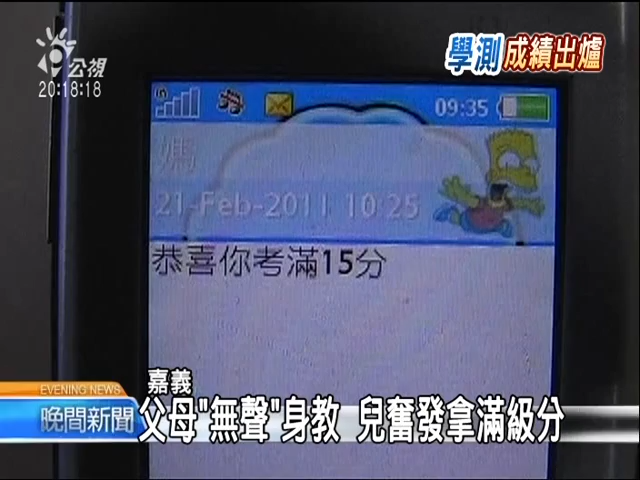 公視
20:18:18
學測成績出爐
09:35
媽
21-Feb-2011 10:25
恭喜你考滿15分
嘉義
EVENING NEWS
晚間新聞
父母"無聲"身教 兒奮發拿滿級分